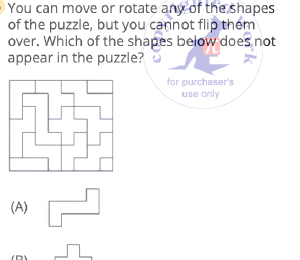 You can move or rotate any of the shapes
of the puzzle, but you cannot flip them
over. Which of the shapes below does not
appear in the puzzle?
for purchaser's
use only
(A)
(B)